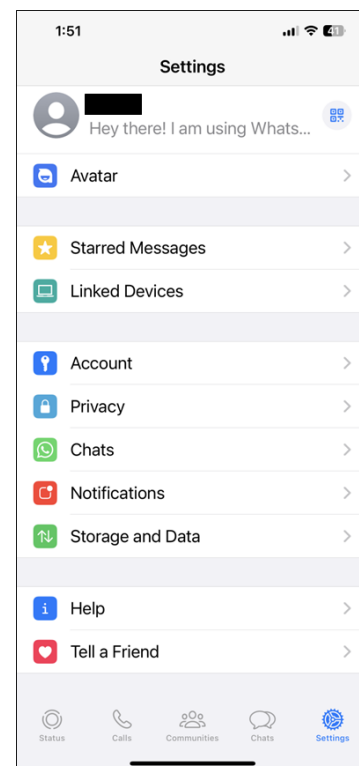 1:51
41
Settings
Hey there! I am using Whats...
Avatar
Starred Messages
Linked Devices
Account
Privacy
Chats
Notifications
Storage and Data
Help
Tell a Friend
Status Calls Communities Chats Settings